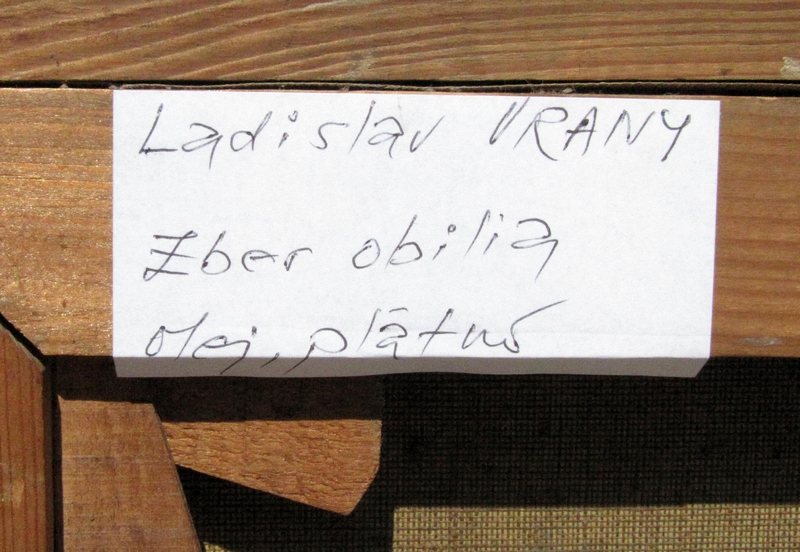 Ladislav VRANY
Zber obilia
olej, plátno